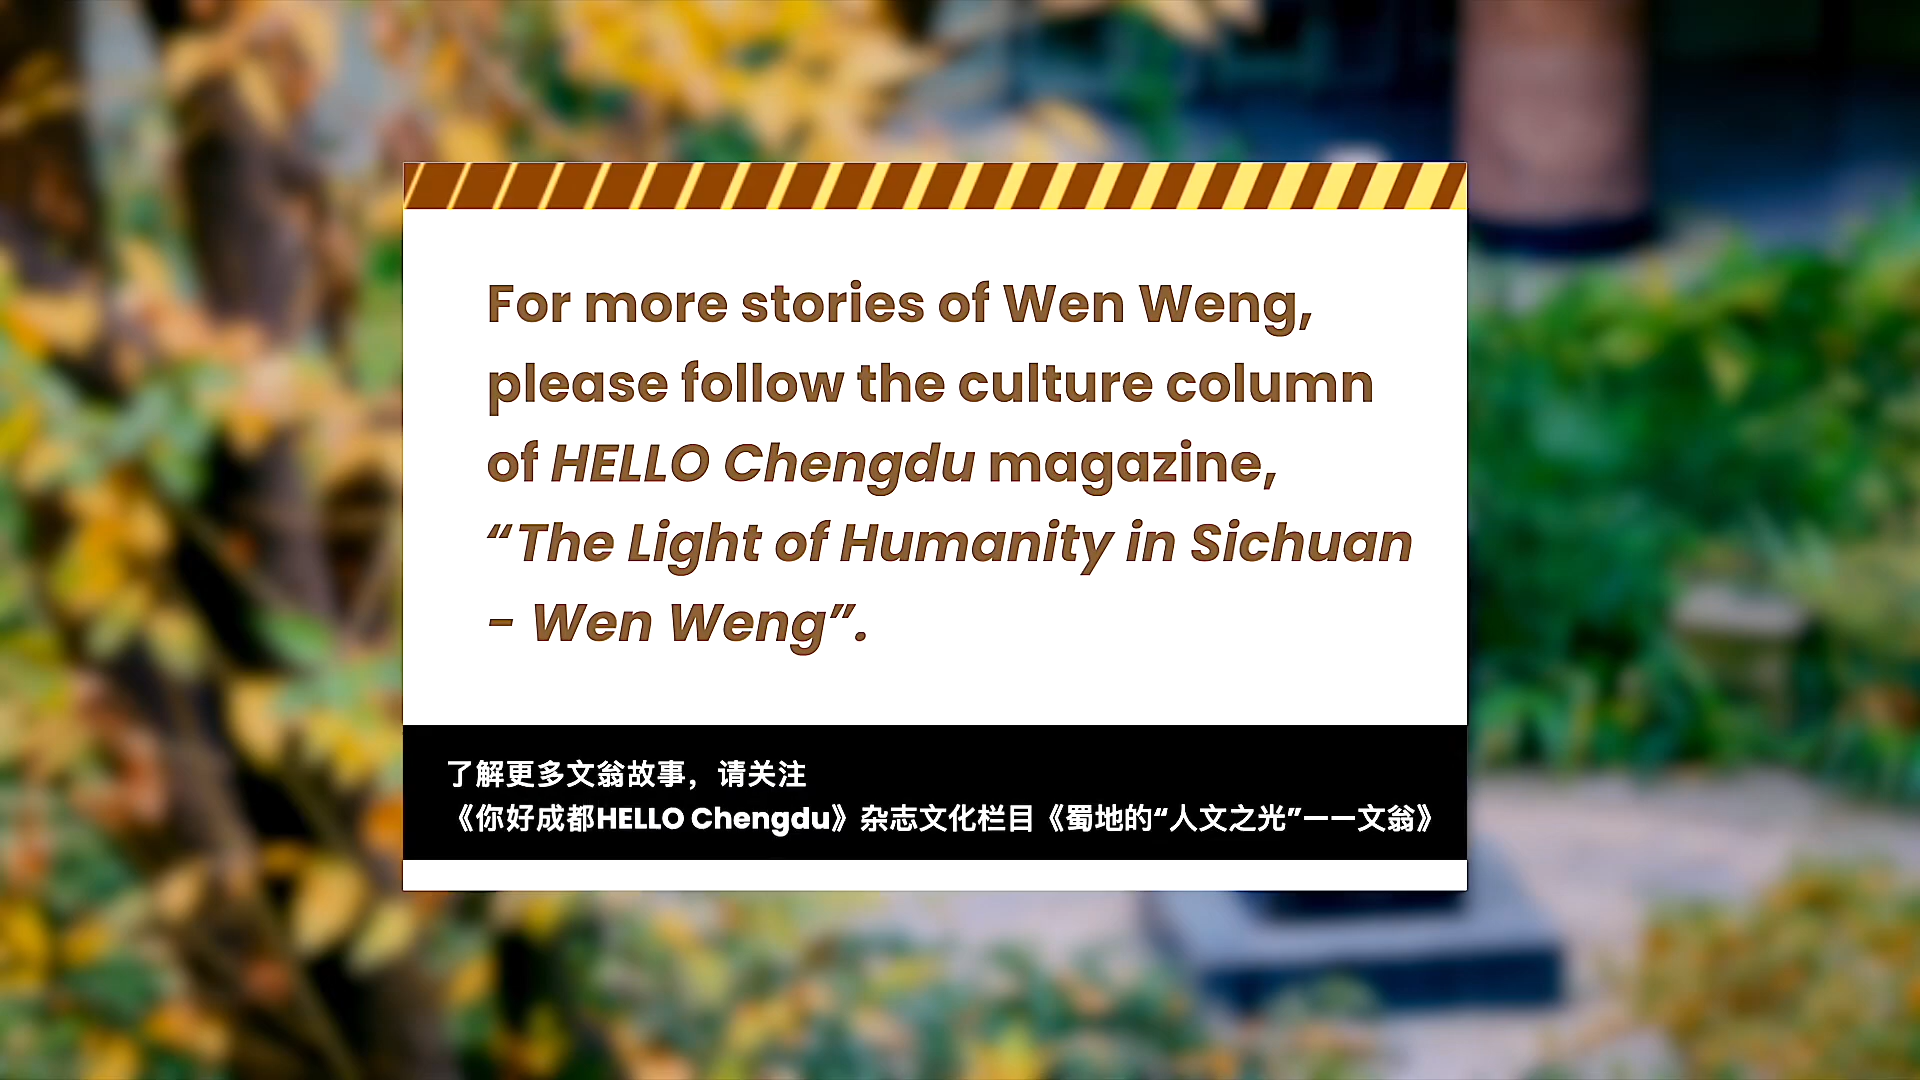 For more stories of Wen Weng,
please follow the culture column
of HELLO Chengdu magazine,
“The Light of Humanity in Sichuan
- Wen Weng”.
了解更多文翁故事，请关注
《你好成都HELLO Chengdu》杂志文化栏目《蜀地的“人文之光”——文翁》